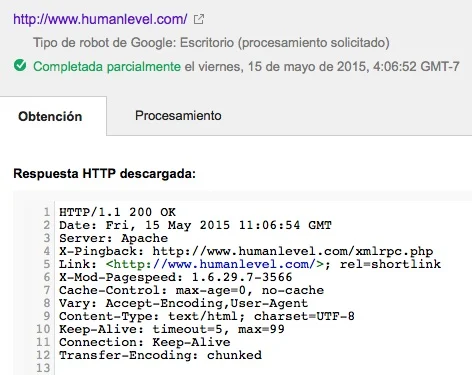 http://www.humanlevel.com/
Tipo de robot de Google: Escritorio (procesamiento solicitado)
Completada parcialmente el viernes, 15 de mayo de 2015, 4:06:52 GMT-7
Obtención Procesamiento
Respuesta HTTP descargada:
1 HTTP/1.1 200 OK
2 Date: Fri, 15 May 2015 11:06:54 GMT
3 Server: Apache
4 X-Pingback: http://www.humanlevel.com/xmlrpc.php
5 Link: <http://www.humanlevel.com/>; rel=shortlink
6 X-Mod-Pagespeed: 1.6.29.7-3566
7 Cache-Control: max-age=0, no-cache
8 Vary: Accept-Encoding,User-Agent
9 Content-Type: text/html; charset=UTF-8
10 Keep-Alive: timeout=5, max=99
11 Connection: Keep-Alive
12 Transfer-Encoding: chunked
13